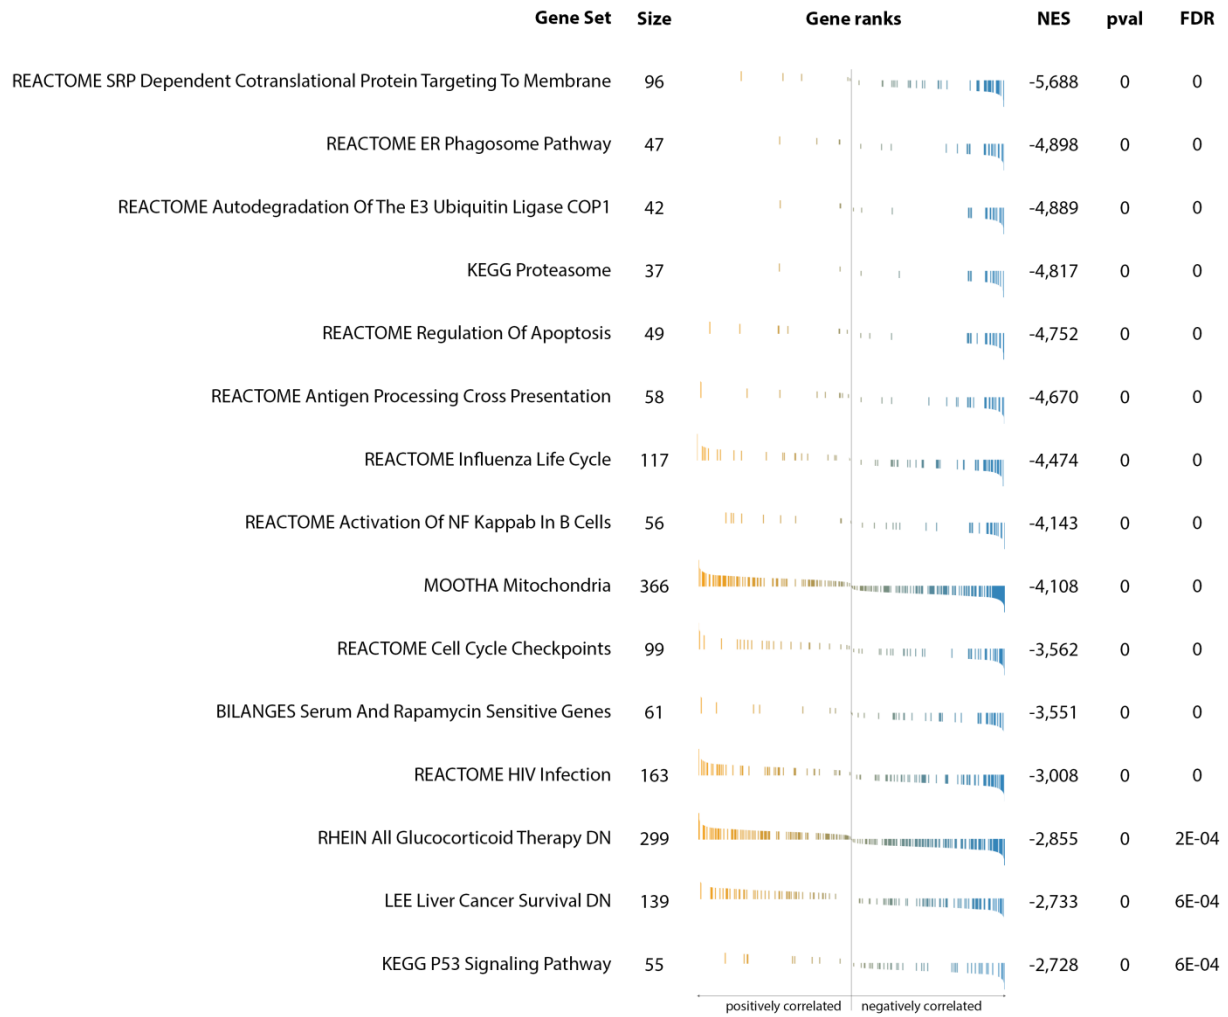 Gene Set Size Gene ranks NES pval FDR
REACTOME SRP Dependent Cotranslational Protein Targeting To Membrane 96 -5,688 0 0
REACTOME ER Phagosome Pathway 47 -4,898 0 0
REACTOME Autodegradation Of The E3 Ubiquitin Ligase COP1 42 -4,889 0 0
KEGG Proteasome 37 -4,817 0 0
REACTOME Regulation Of Apoptosis 49 -4,752 0 0
REACTOME Antigen Processing Cross Presentation 58 -4,670 0 0
REACTOME Influenza Life Cycle 117 -4,474 0 0
REACTOME Activation Of NF Kappab In B Cells 56 -4,143 0 0
MOOTHA Mitochondria 366 -4,108 0 0
REACTOME Cell Cycle Checkpoints 99 -3,562 0 0
BILANGES Serum And Rapamycin Sensitive Genes 61 -3,551 0 0
REACTOME HIV Infection 163 -3,008 0 0
RHEIN All Glucocorticoid Therapy DN 299 -2,855 0 2E-04
LEE Liver Cancer Survival DN 139 -2,733 0 6E-04
KEGG P53 Signaling Pathway 55 -2,728 0 6E-04
positively correlated negatively correlated